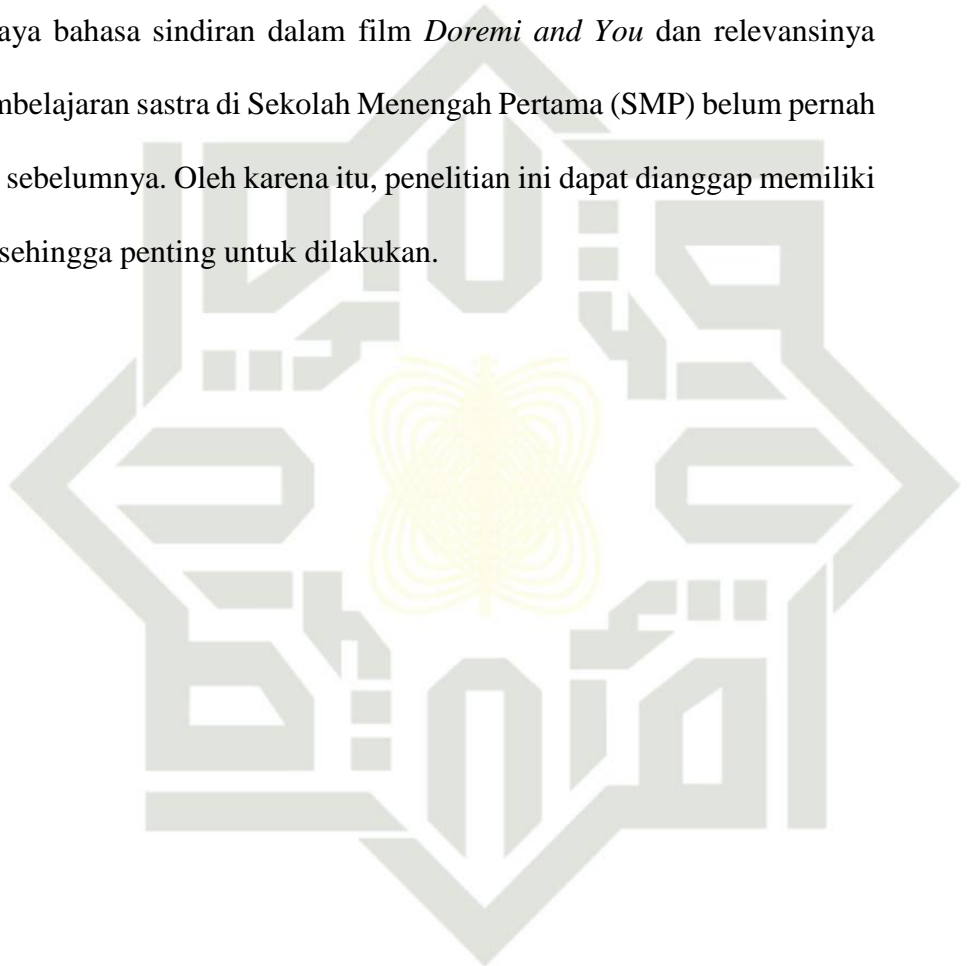 aya bahasa sindiran dalam film Doremi and You dan relevansinya
mbelajaran sastra di Sekolah Menengah Pertama (SMP) belum pernah
sebelumnya. Oleh karena itu, penelitian ini dapat dianggap memiliki
sehingga penting untuk dilakukan.